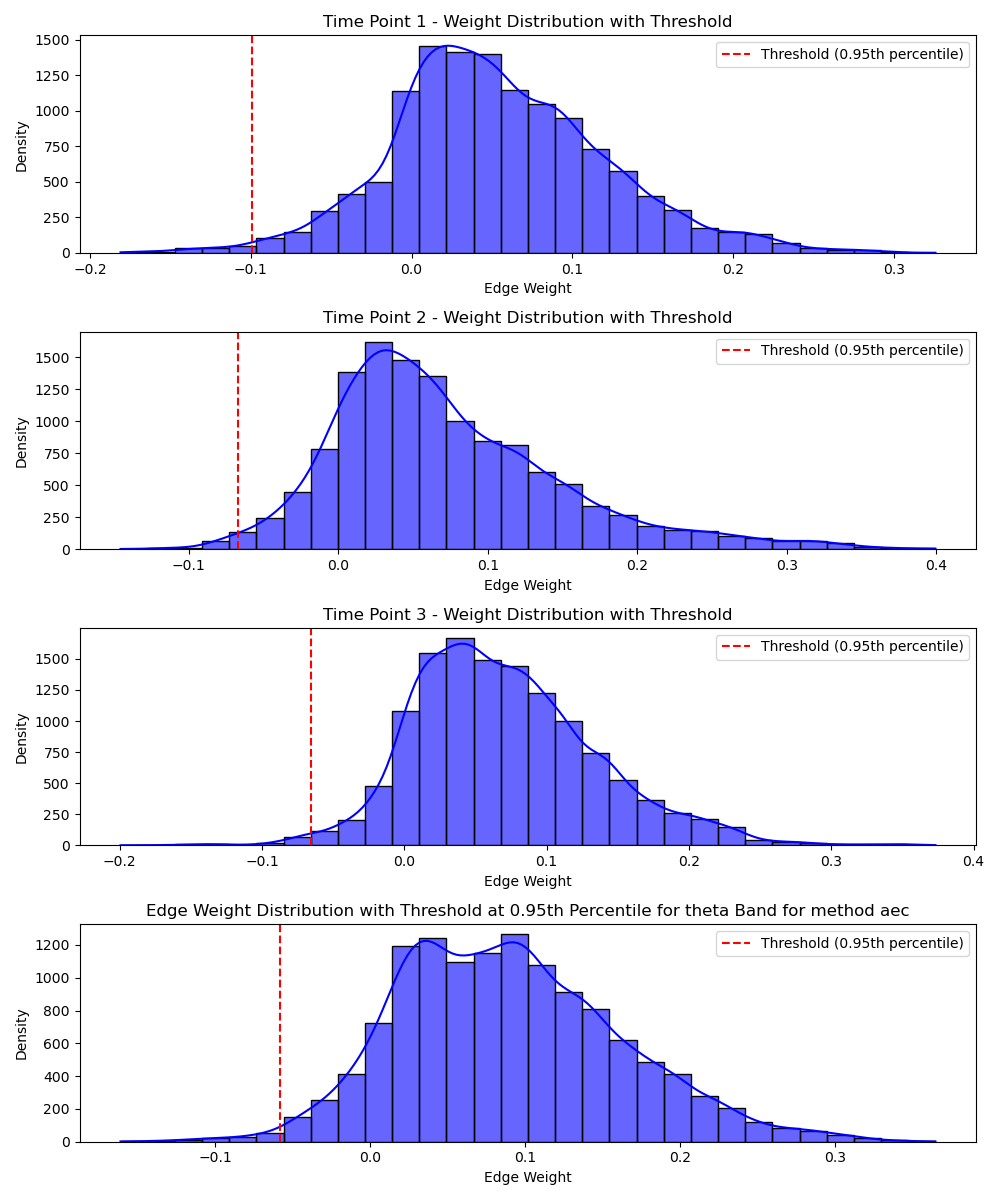 Time Point 1 - Weight Distribution with Threshold
Threshold (0.95th percentile)
Density
1500
1250
1000
750
500
250
0
−0.2 −0.1 0.0 0.1 0.2 0.3
Edge Weight
Time Point 2 - Weight Distribution with Threshold
Threshold (0.95th percentile)
Density
1500
1250
1000
750
500
250
0
−0.1 0.0 0.1 0.2 0.3 0.4
Edge Weight
Time Point 3 - Weight Distribution with Threshold
Threshold (0.95th percentile)
Density
1500
1250
1000
750
500
250
0
−0.2 −0.1 0.0 0.1 0.2 0.3 0.4
Edge Weight
Edge Weight Distribution with Threshold at 0.95th Percentile for theta Band for method aec
Threshold (0.95th percentile)
Density
1200
1000
800
600
400
200
0
−0.1 0.0 0.1 0.2 0.3
Edge Weight